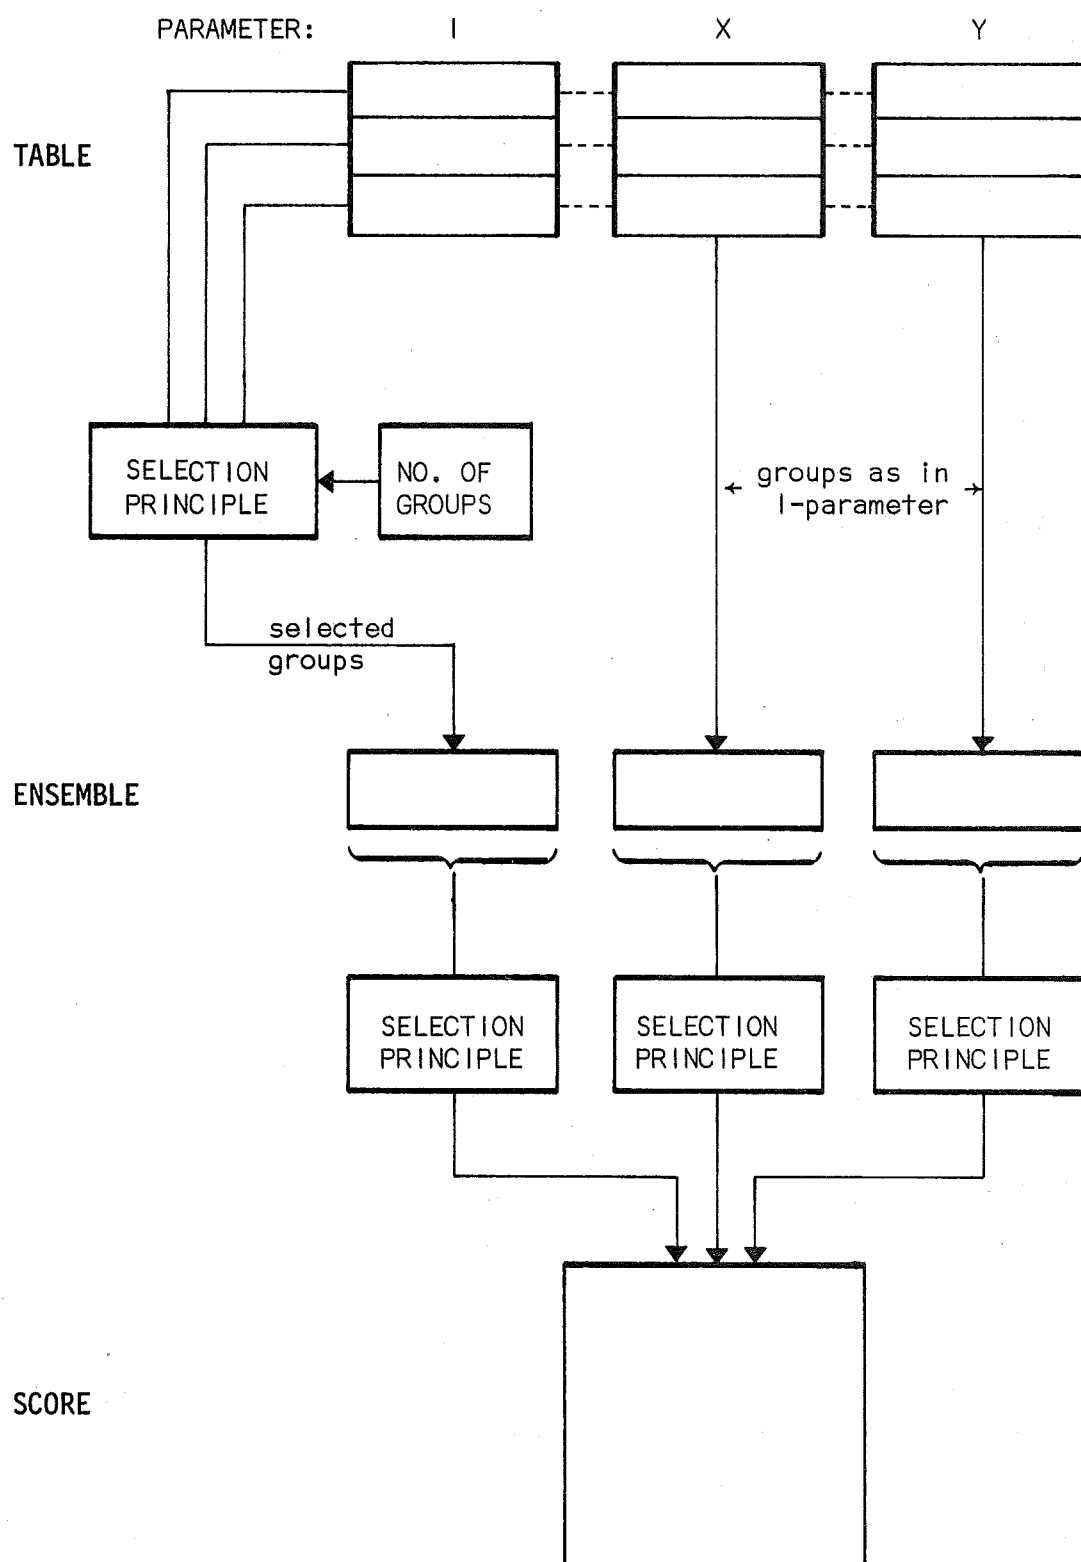 PARAMETER: I X Y
TABLE
SELECTION
PRINCIPLE
NO. OF
GROUPS
groups as in
I-parameter
selected
groups
ENSEMBLE
SELECTION
PRINCIPLE
SELECTION
PRINCIPLE
SELECTION
PRINCIPLE
SCORE